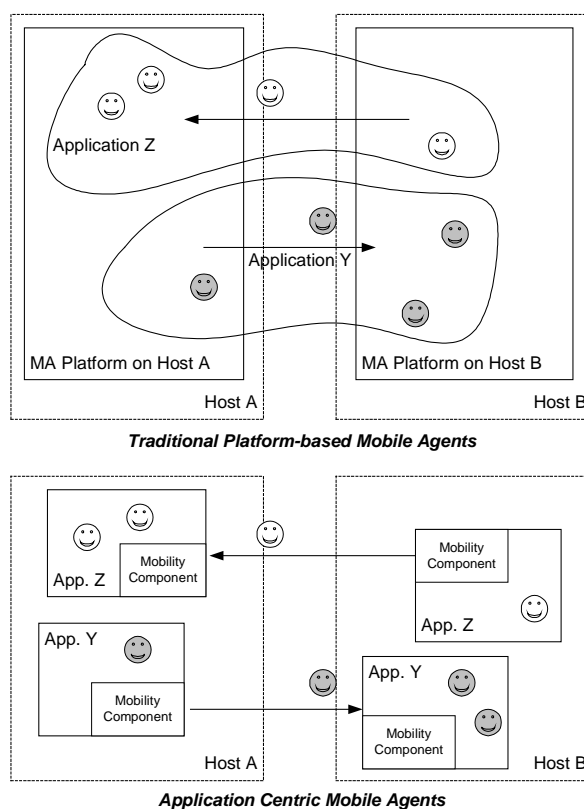 Application Z
Application Y
MA Platform on Host A
MA Platform on Host B
Host A
Host B
Traditional Platform-based Mobile Agents
Mobility
Component
App. Z
Mobility
Component
App. Z
App. Y
Mobility
Component
App. Y
Mobility
Component
Host A
Host B
Application Centric Mobile Agents